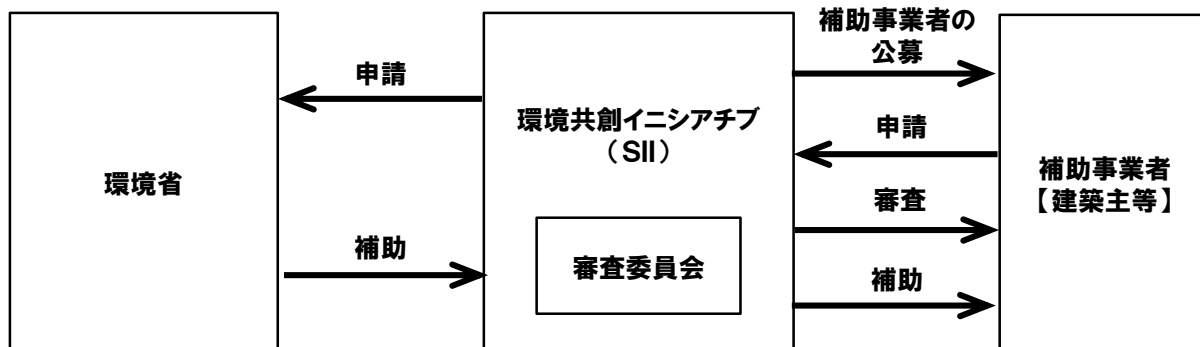 環境省
申請
補助
環境共創イニシアチブ
（SII）
審査委員会
補助事業者の
公募
申請
審査
補助
補助事業者
【建築主等】